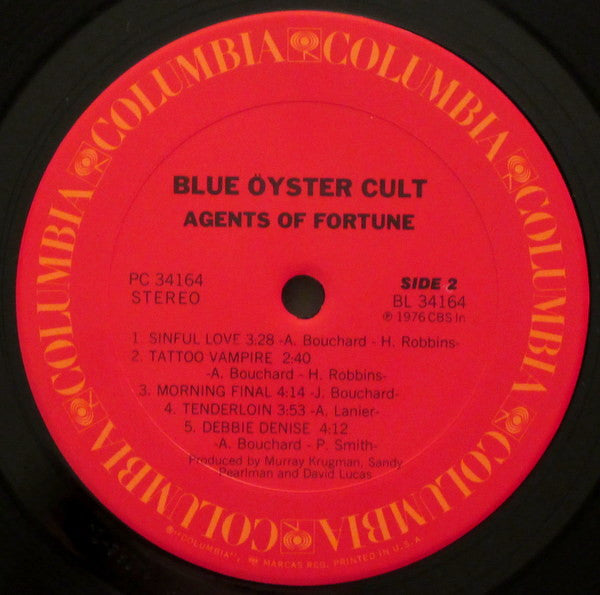 COLUMBIA COLUMBIA COLUMBIA COLUMBIA COLUMBIA COLUMBIA
BLUE ÖYSTER CULT
AGENTS OF FORTUNE
PC 34164
STEREO
SIDE 2
BL 34164
℗ 1976 CBS In
1. SINFUL LOVE 3:28 -A. Bouchard - H. Robbins-
2. TATTOO VAMPIRE 2:40
-A. Bouchard - H. Robbins-
3. MORNING FINAL 4:14 -J. Bouchard-
4. TENDERLOIN 3:53 -A. Lanier-
5. DEBBIE DENISE 4:12
-A. Bouchard - P. Smith-
Produced by Murray Krugman, Sandy
Pearlman and David Lucas
"COLUMBIA", MARCAS REG. PRINTED IN U.S.A.